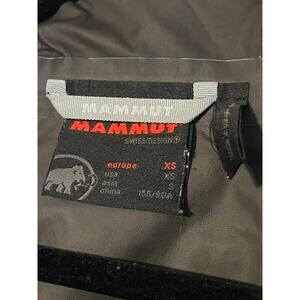 MAMMUT
MAMMUT
SWISS DESIGN®
europe XS
usa XS
asia S
china 155/80A